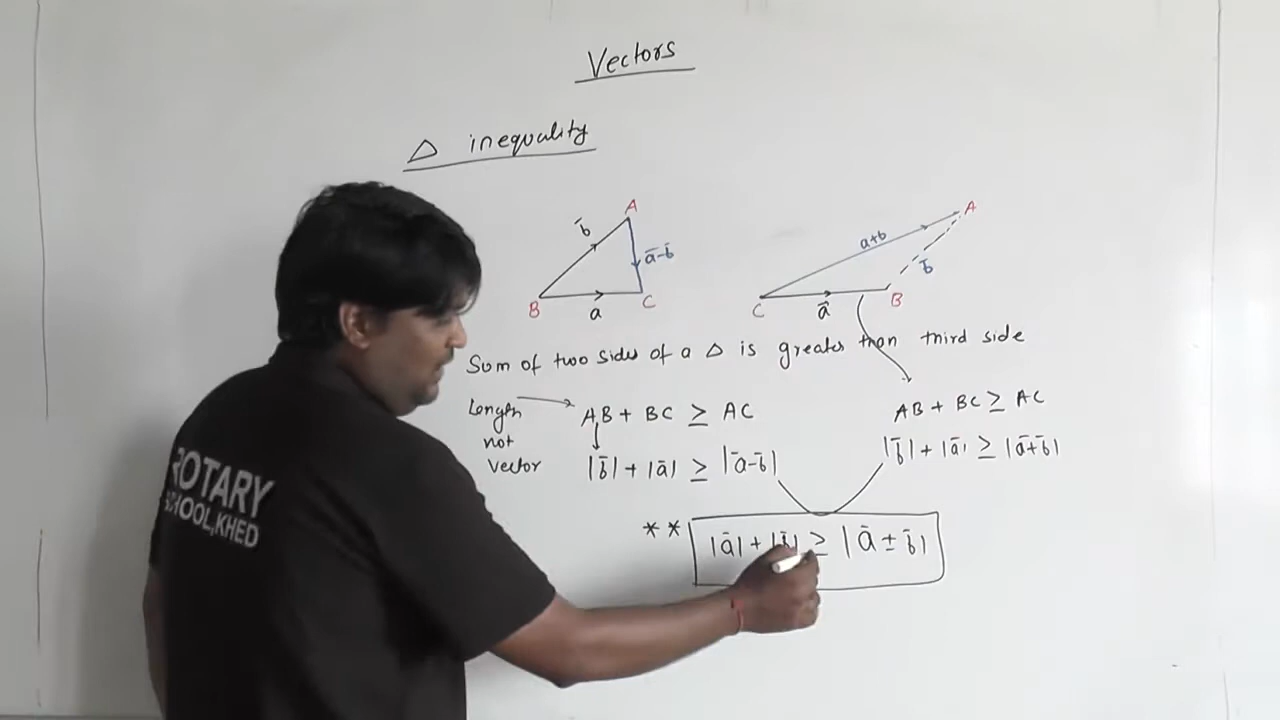 Vectors
△ inequality
A
b̄
ā-b̄
B
a
C
A
a+b
b̄
C
ā
B
Sum of two sides of a △ is greater than third side
Length
not
vector
AB + BC ≥ AC
|b̄| + |ā| ≥ |ā-b̄|
AB + BC ≥ AC
|b̄| + |ā| ≥ |ā+b̄|
** |ā| + |b̄| ≥ |ā ± b̄|
ROTARY
SCHOOL, KHED